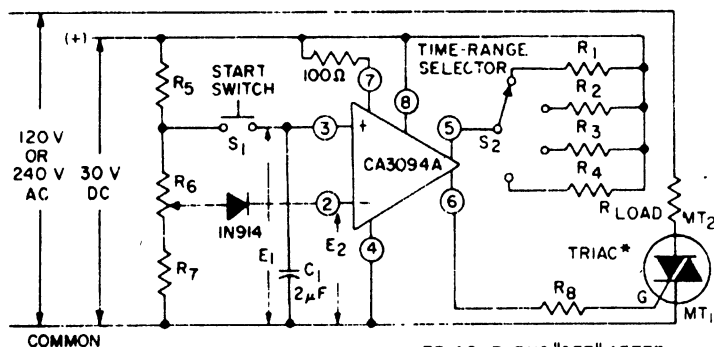 (+)
R5
START
SWITCH
S1
100Ω
7
8
TIME-RANGE
SELECTOR
R1
R2
R3
R4
S2
3
+
CA3094A
5
6
120 V
OR
240 V
AC
30 V
DC
R6
1N914
2
−
4
E1
E2
C1
2μF
R7
R LOAD
MT2
TRIAC*
G
MT1
R8
COMMON